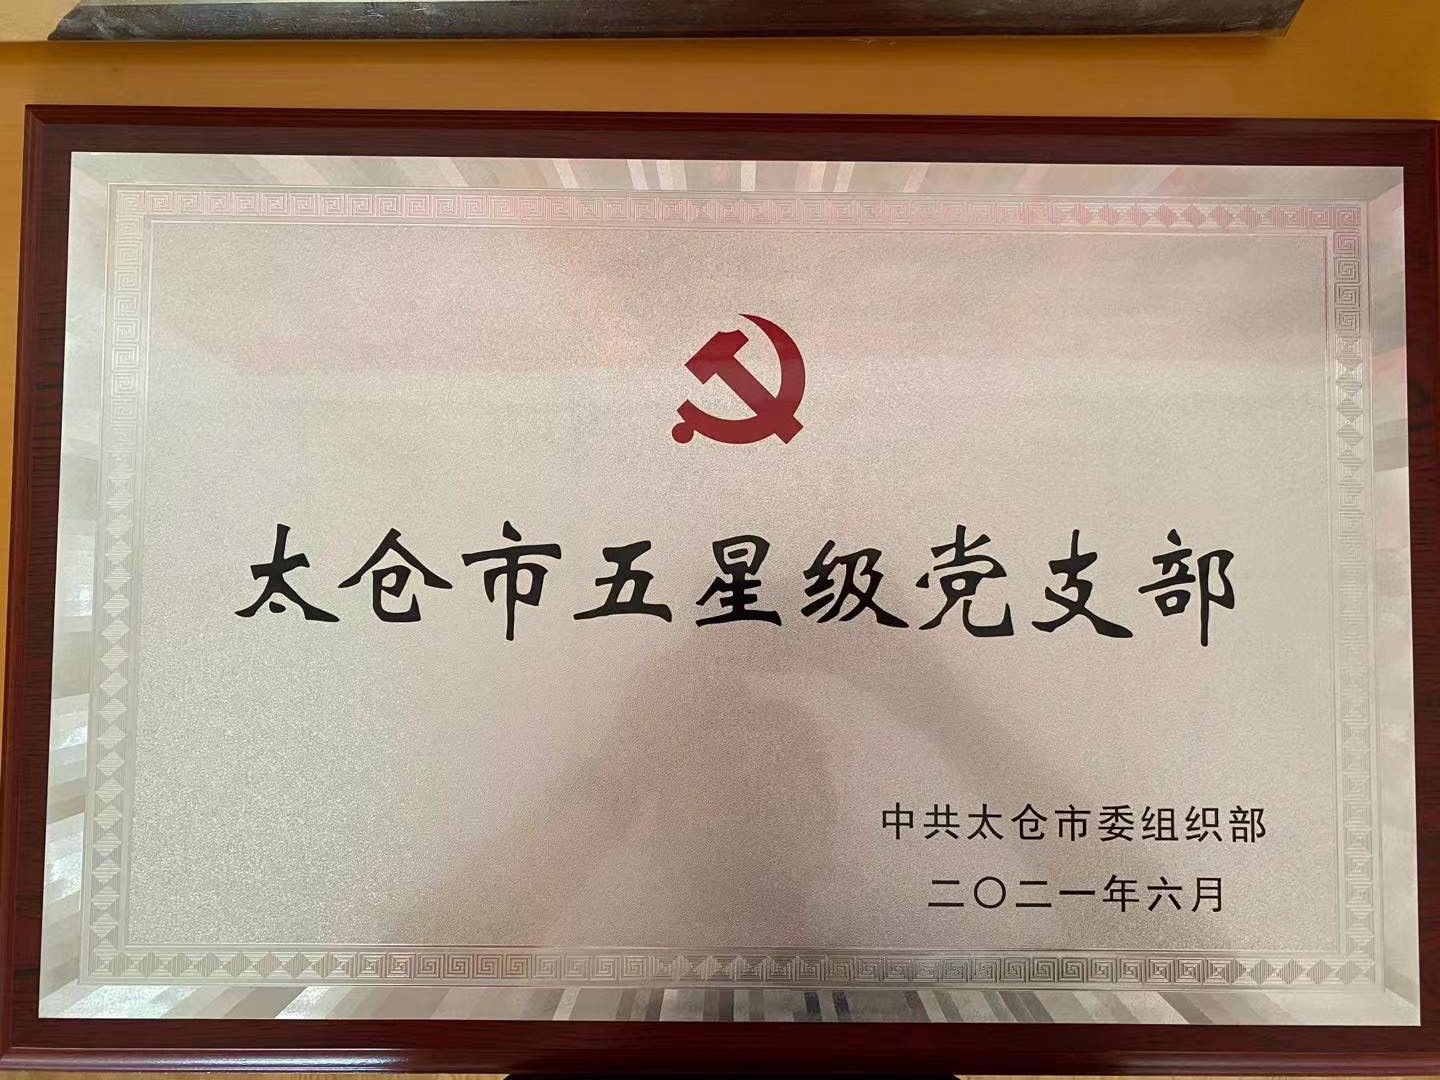 太仓市五星级党支部
中共太仓市委组织部
二〇二一年六月